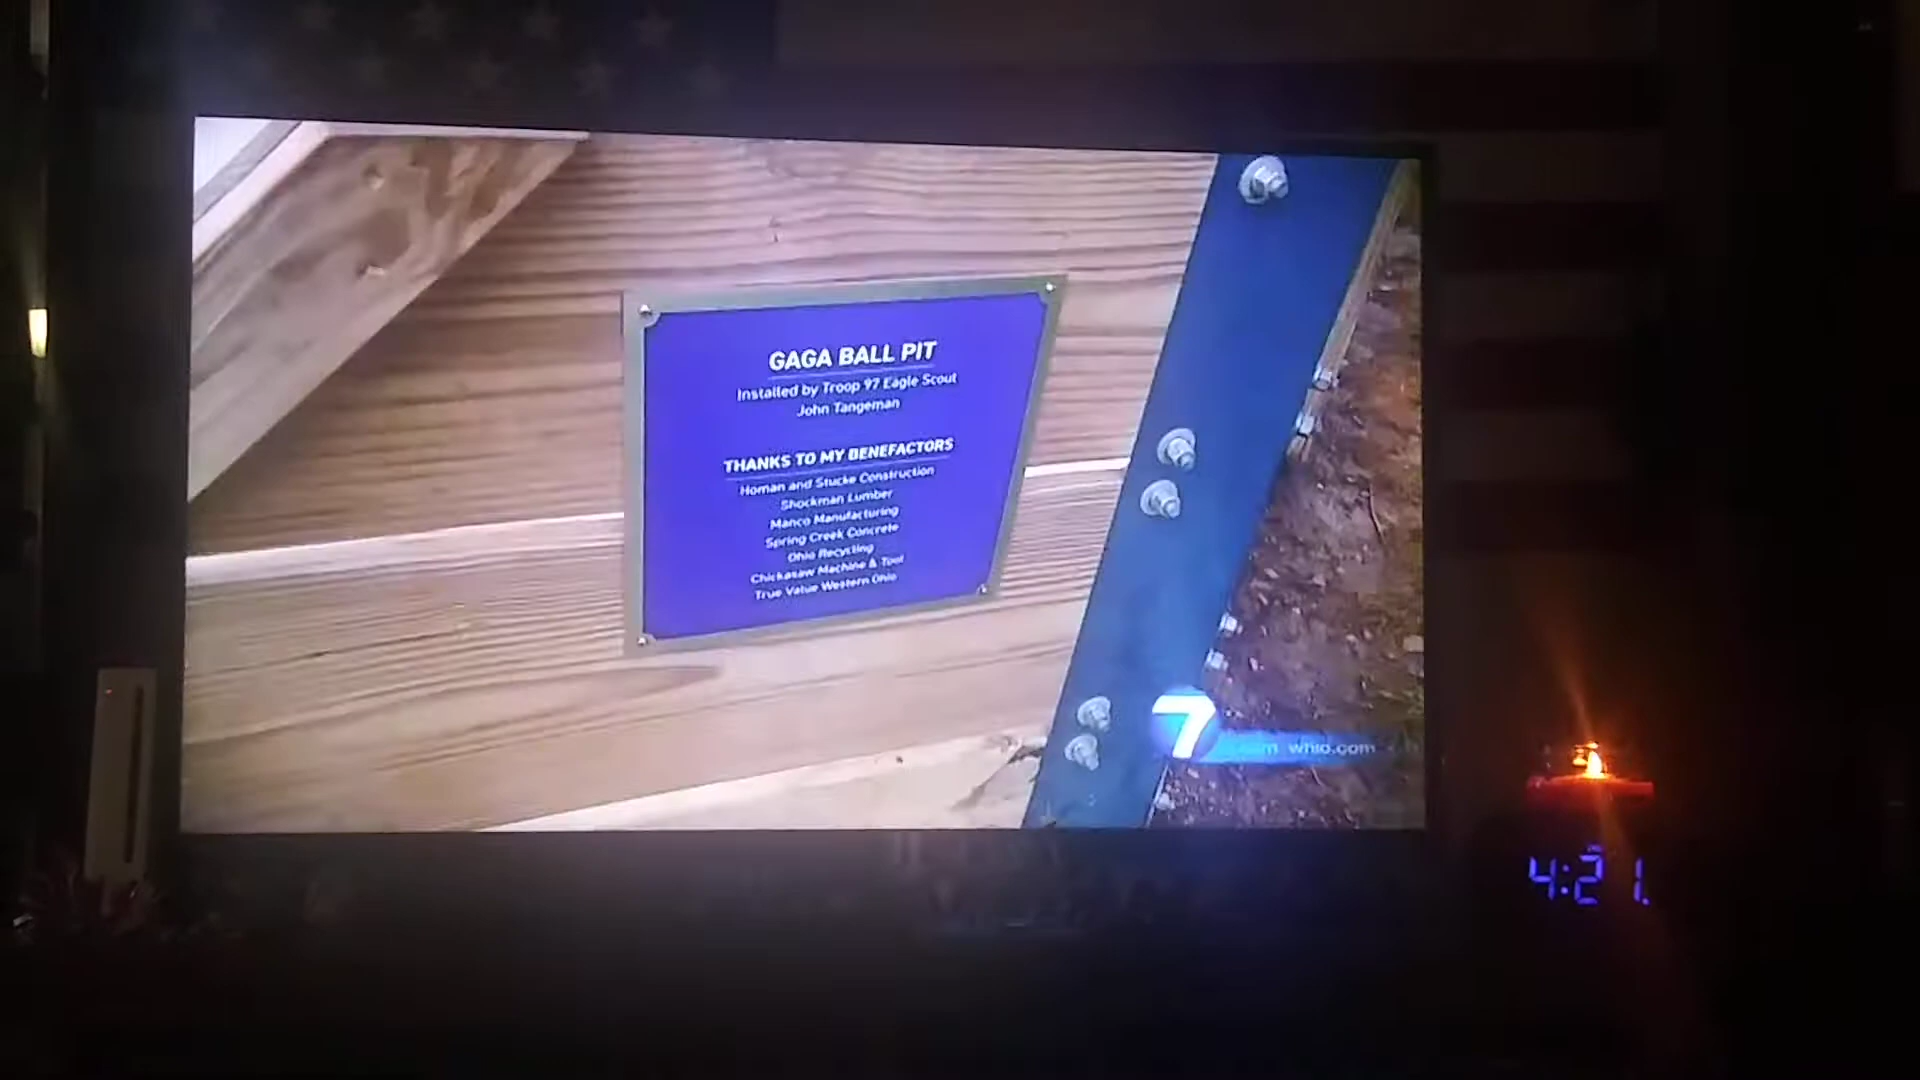 GAGA BALL PIT
Installed by Troop 97 Eagle Scout
John Tangeman
THANKS TO MY BENEFACTORS
Homan and Stucke Construction
Shockman Lumber
Manco Manufacturing
Spring Creek Concrete
Ohio Recycling
Chickasaw Machine & Tool
True Value Western Ohio
7
whio.com
4:21